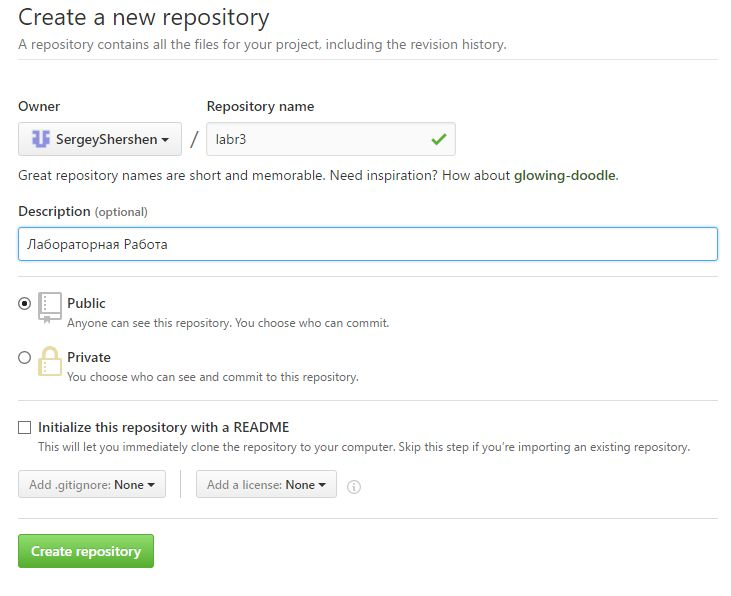 Create a new repository
A repository contains all the files for your project, including the revision history.
Owner
Repository name
SergeyShershen / labr3
Great repository names are short and memorable. Need inspiration? How about glowing-doodle.
Description (optional)
Лабораторная Работа
Public
Anyone can see this repository. You choose who can commit.
Private
You choose who can see and commit to this repository.
Initialize this repository with a README
This will let you immediately clone the repository to your computer. Skip this step if you're importing an existing repository.
Add .gitignore: None
Add a license: None
Create repository